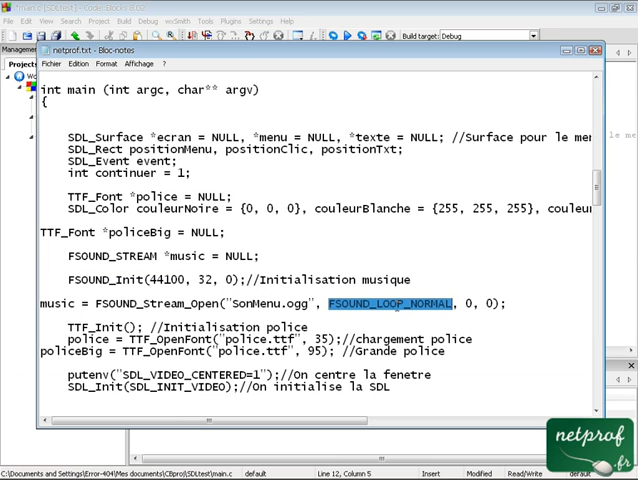 *main.c [SDLtest] - Code::Blocks 8.02
File Edit View Search Project Build Debug wxSmith Tools Plugins Settings Help
Build target: Debug
Management
netprof.txt - Bloc-notes
Fichier Edition Format Affichage ?
Projects
int main (int argc, char** argv)
{
SDL_Surface *ecran = NULL, *menu = NULL, *texte = NULL; //Surface pour le men
SDL_Rect positionMenu, positionClic, positionTxt;
SDL_Event event;
int continuer = 1;
TTF_Font *police = NULL;
SDL_Color couleurNoire = {0, 0, 0}, couleurBlanche = {255, 255, 255}, couleur
TTF_Font *policeBig = NULL;
FSOUND_STREAM *music = NULL;
FSOUND_Init(44100, 32, 0);//Initialisation musique
music = FSOUND_Stream_Open("SonMenu.ogg", FSOUND_LOOP_NORMAL, 0, 0);
TTF_Init(); //Initialisation police
police = TTF_OpenFont("police.ttf", 35);//chargement police
policeBig = TTF_OpenFont("police.ttf", 95); //Grande police
putenv("SDL_VIDEO_CENTERED=1");//On centre la fenetre
SDL_Init(SDL_INIT_VIDEO);//On initialise la SDL
netprof
.fr
C:\Documents and Settings\Error-404\Mes documents\CBproj\SDLtest\main.c default Line 12, Column 5 Insert Modified Read/Write default